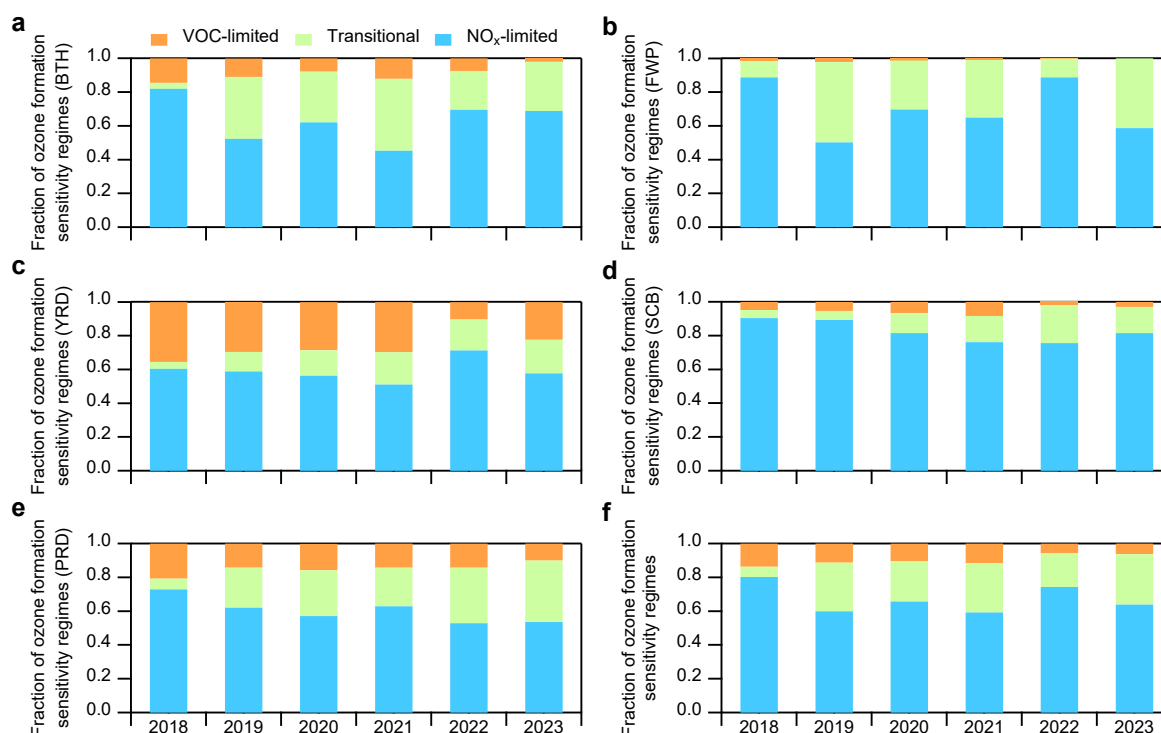 a
VOC-limited
Transitional
NOx-limited
b
Fraction of ozone formation
sensitivity regimes (BTH)
1.0
0.8
0.6
0.4
0.2
0.0
Fraction of ozone formation
sensitivity regimes (FWP)
1.0
0.8
0.6
0.4
0.2
0.0
c
Fraction of ozone formation
sensitivity regimes (YRD)
1.0
0.8
0.6
0.4
0.2
0.0
d
Fraction of ozone formation
sensitivity regimes (SCB)
1.0
0.8
0.6
0.4
0.2
0.0
e
Fraction of ozone formation
sensitivity regimes (PRD)
1.0
0.8
0.6
0.4
0.2
0.0
2018 2019 2020 2021 2022 2023
f
Fraction of ozone formation
sensitivity regimes
1.0
0.8
0.6
0.4
0.2
0.0
2018 2019 2020 2021 2022 2023